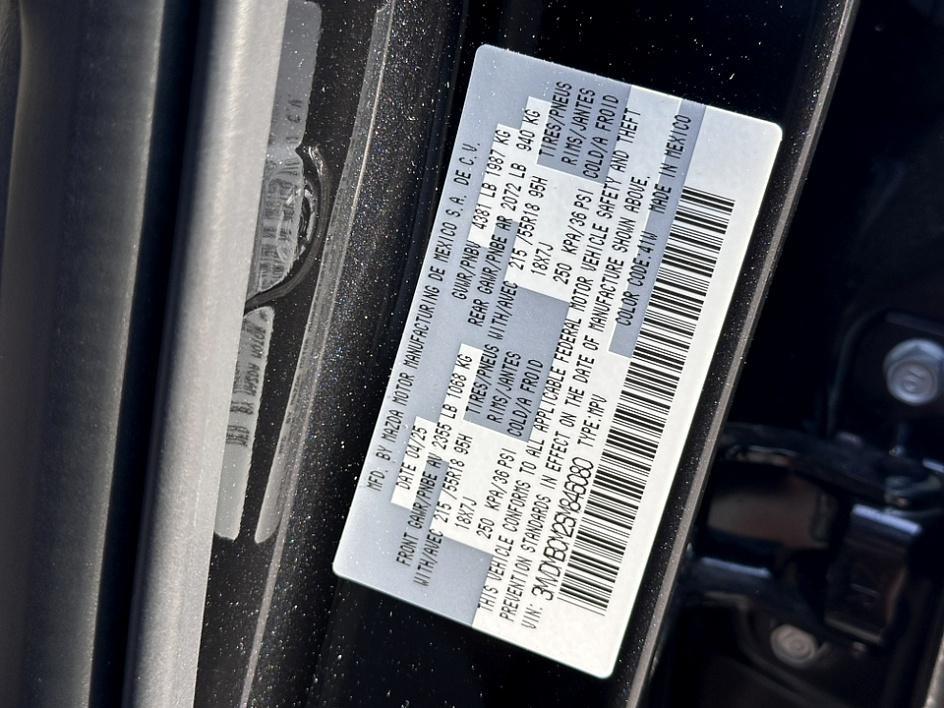 MFD. BY MAZDA MOTOR MANUFACTURING DE MEXICO S.A. DE C.V.
DATE 04/25 GVWR/PNBV 4381 LB 1987 KG
FRONT GAWR/PNBE AV 2355 LB 1068 KG REAR GAWR/PNBE AR 2072 LB 940 KG
WITH/AVEC 215 /55R18 95H TIRES/PNEUS WITH/AVEC 215 /55R18 95H TIRES/PNEUS
18X7J RIMS/JANTES 18X7J RIMS/JANTES
250 KPA/36 PSI COLD/A FROID 250 KPA/36 PSI COLD/A FROID
THIS VEHICLE CONFORMS TO ALL APPLICABLE FEDERAL MOTOR VEHICLE SAFETY AND THEFT
PREVENTION STANDARDS IN EFFECT ON THE DATE OF MANUFACTURE SHOWN ABOVE.
VIN: TYPE:MPV COLOR CODE:41W MADE IN MEXICO